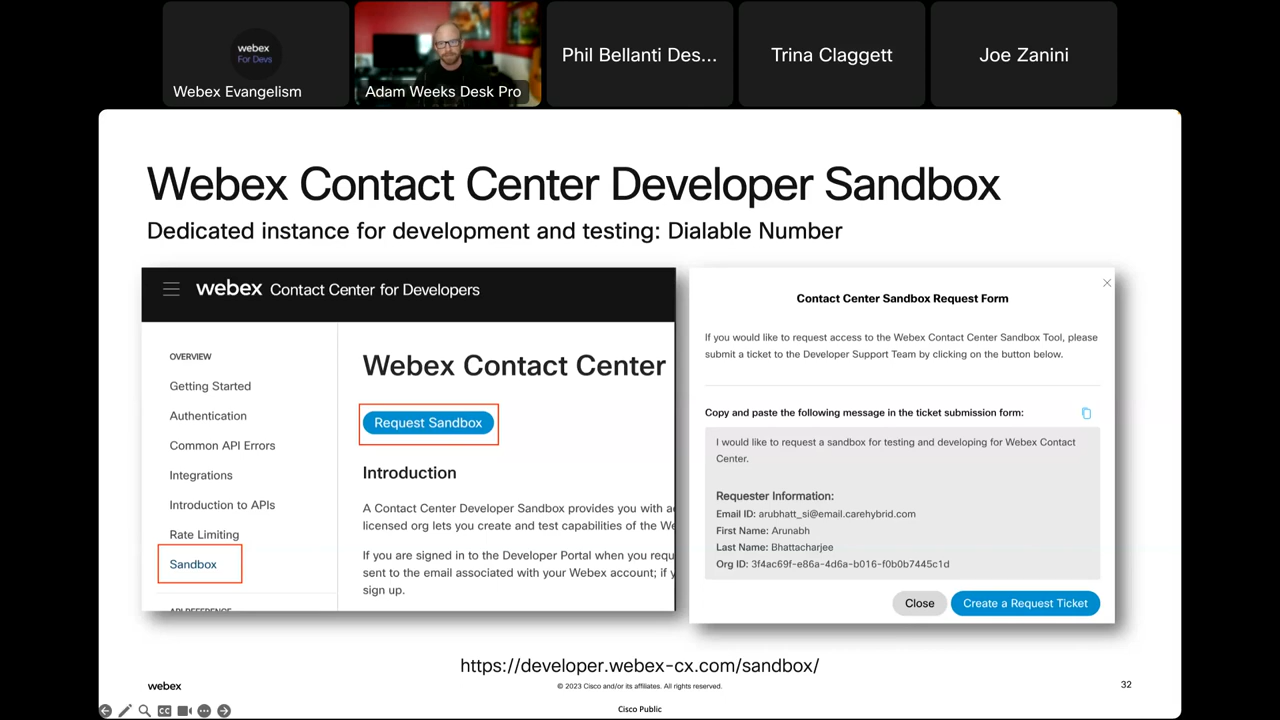 webex
For Devs
Webex Evangelism
Adam Weeks Desk Pro
Phil Bellanti Des...
Trina Claggett
Joe Zanini
Webex Contact Center Developer Sandbox
Dedicated instance for development and testing: Dialable Number
webex Contact Center for Developers
OVERVIEW
Getting Started
Authentication
Common API Errors
Integrations
Introduction to APIs
Rate Limiting
Sandbox
API REFERENCE
Webex Contact Center
Request Sandbox
Introduction
A Contact Center Developer Sandbox provides you with a
licensed org lets you create and test capabilities of the We
If you are signed in to the Developer Portal when you requ
sent to the email associated with your Webex account; if y
sign up.
Contact Center Sandbox Request Form
If you would like to request access to the Webex Contact Center Sandbox Tool, please
submit a ticket to the Developer Support Team by clicking on the button below.
Copy and paste the following message in the ticket submission form:
I would like to request a sandbox for testing and developing for Webex Contact
Center.
Requester Information:
Email ID: arubhatt_si@email.carehybrid.com
First Name: Arunabh
Last Name: Bhattacharjee
Org ID: 3f4ac69f-e86a-4d6a-b016-f0b0b7445c1d
Close
Create a Request Ticket
https://developer.webex-cx.com/sandbox/
webex
© 2023 Cisco and/or its affiliates. All rights reserved.
32
Cisco Public
CC